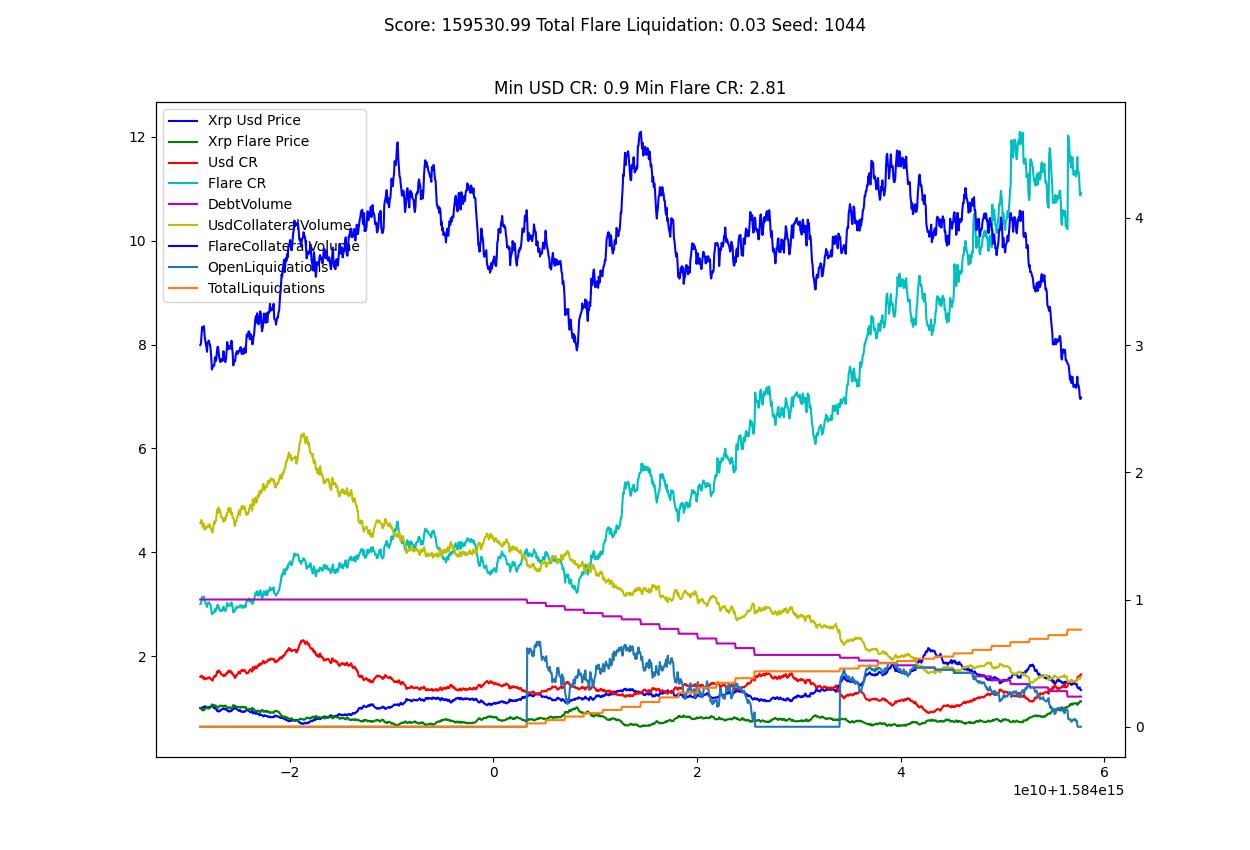 Score: 159530.99 Total Flare Liquidation: 0.03 Seed: 1044
Min USD CR: 0.9 Min Flare CR: 2.81
Xrp Usd Price
Xrp Flare Price
Usd CR
Flare CR
DebtVolume
UsdCollateralVolume
FlareCollateralVolume
OpenLiquidations
TotalLiquidations
12
10
8
6
4
2
4
3
2
1
0
−2
0
2
4
6
1e10+1.584e15